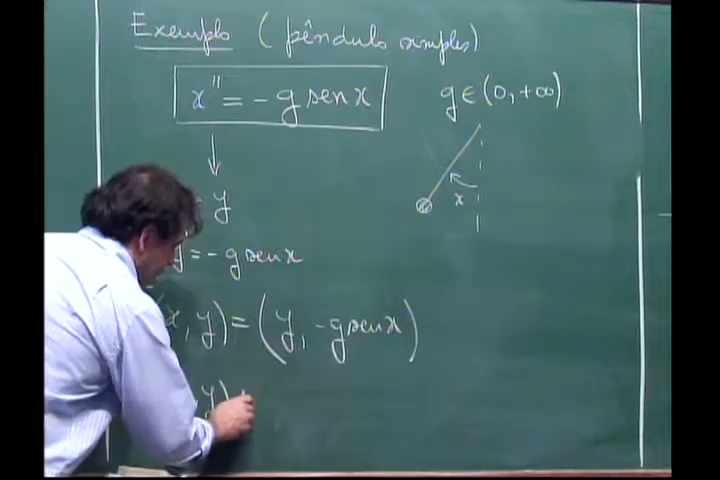 Exemplo (pêndulo simples)
x'' = -g sen x
g ∈ (0, +∞)
x
= y
y' = -g sen x
x, y) = (y, -g sen x)
, y)